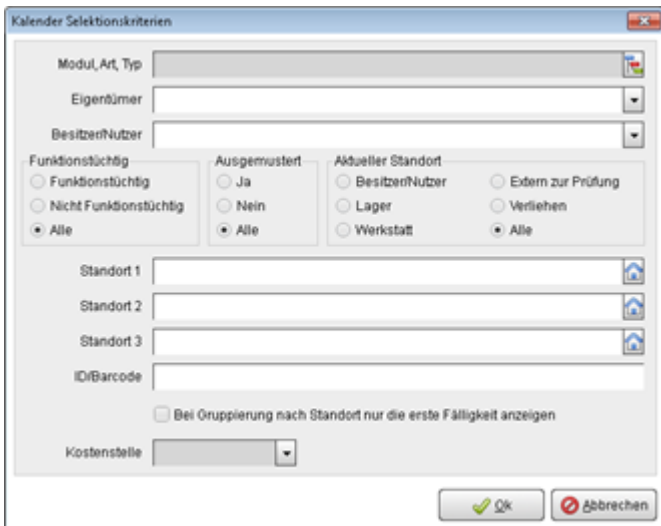 Kalender Selektionskriterien
Modul, Art, Typ
Eigentümer
Besitzer/Nutzer
Funktionstüchtig
Ausgemustert
Aktueller Standort
Funktionstüchtig
Ja
Besitzer/Nutzer
Extern zur Prüfung
Nicht Funktionstüchtig
Nein
Lager
Verliehen
Alle
Alle
Werkstatt
Alle
Standort 1
Standort 2
Standort 3
ID/Barcode
Bei Gruppierung nach Standort nur die erste Fälligkeit anzeigen
Kostenstelle
Ok
Abbrechen